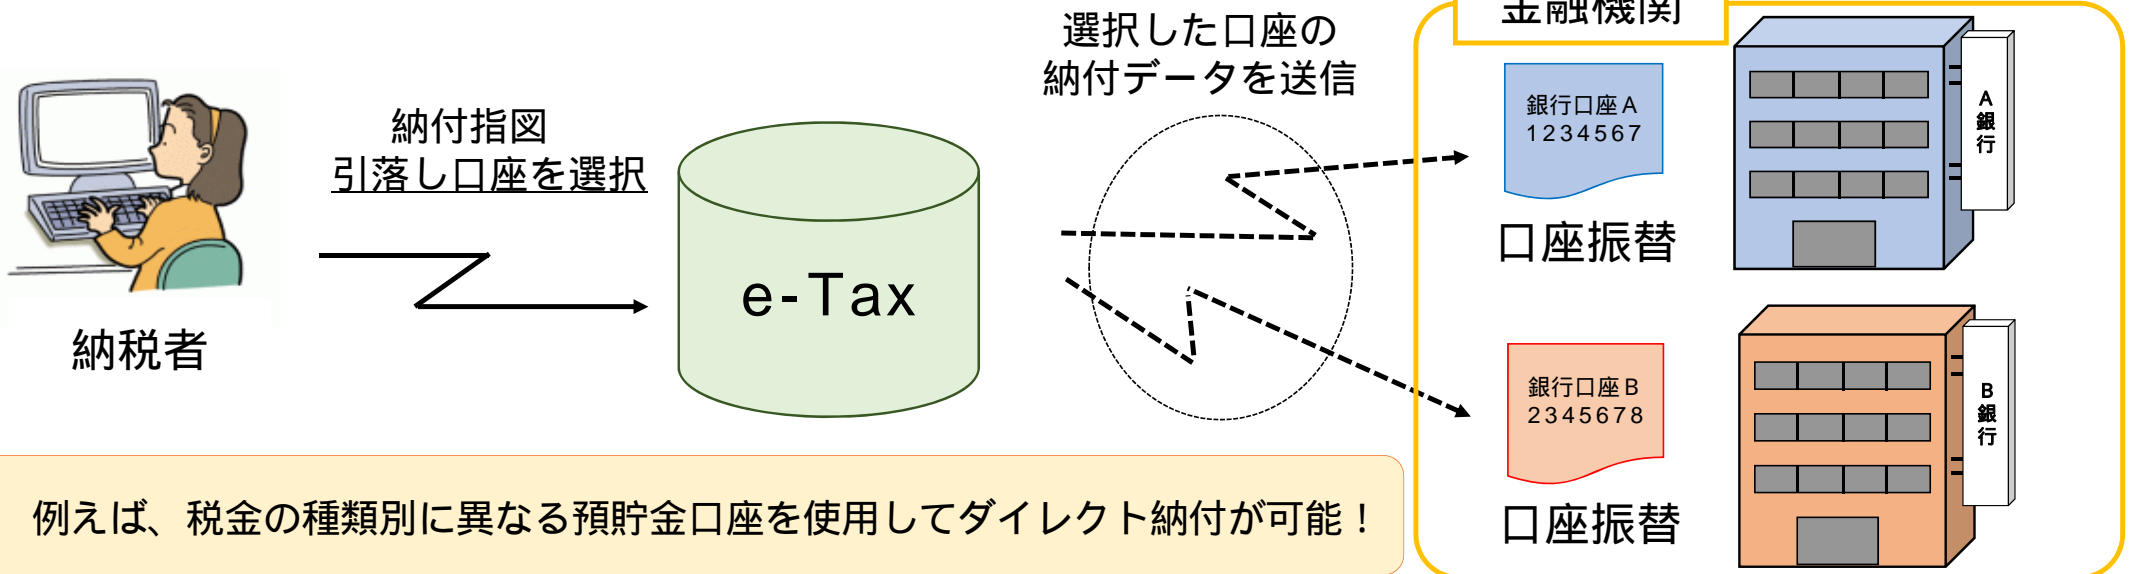 納付指図
引落し口座を選択
納税者
e-Tax
選択した口座の
納付データを送信
金融機関
銀行口座A
1234567
口座振替
A銀行
銀行口座B
2345678
口座振替
B銀行
例えば、税金の種類別に異なる預貯金口座を使用してダイレクト納付が可能！